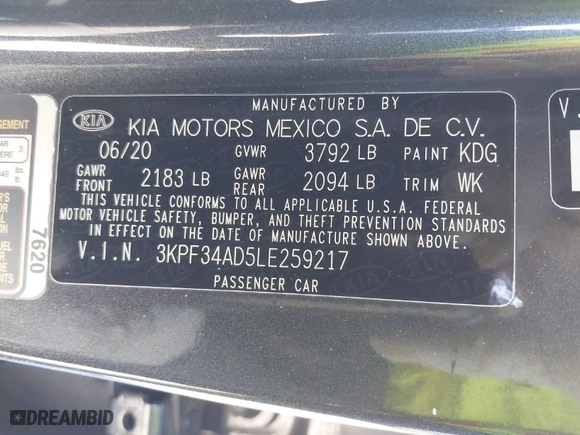 MANUFACTURED BY
KIA KIA MOTORS MEXICO S.A. DE C.V.
06/20 GVWR 3792 LB PAINT KDG
GAWR FRONT 2183 LB GAWR REAR 2094 LB TRIM WK
THIS VEHICLE CONFORMS TO ALL APPLICABLE U.S.A. FEDERAL
MOTOR VEHICLE SAFETY, BUMPER, AND THEFT PREVENTION STANDARDS
IN EFFECT ON THE DATE OF MANUFACTURE SHOWN ABOVE.
V.I.N. 3KPF34AD5LE259217
PASSENGER CAR
7620
DREAMBID